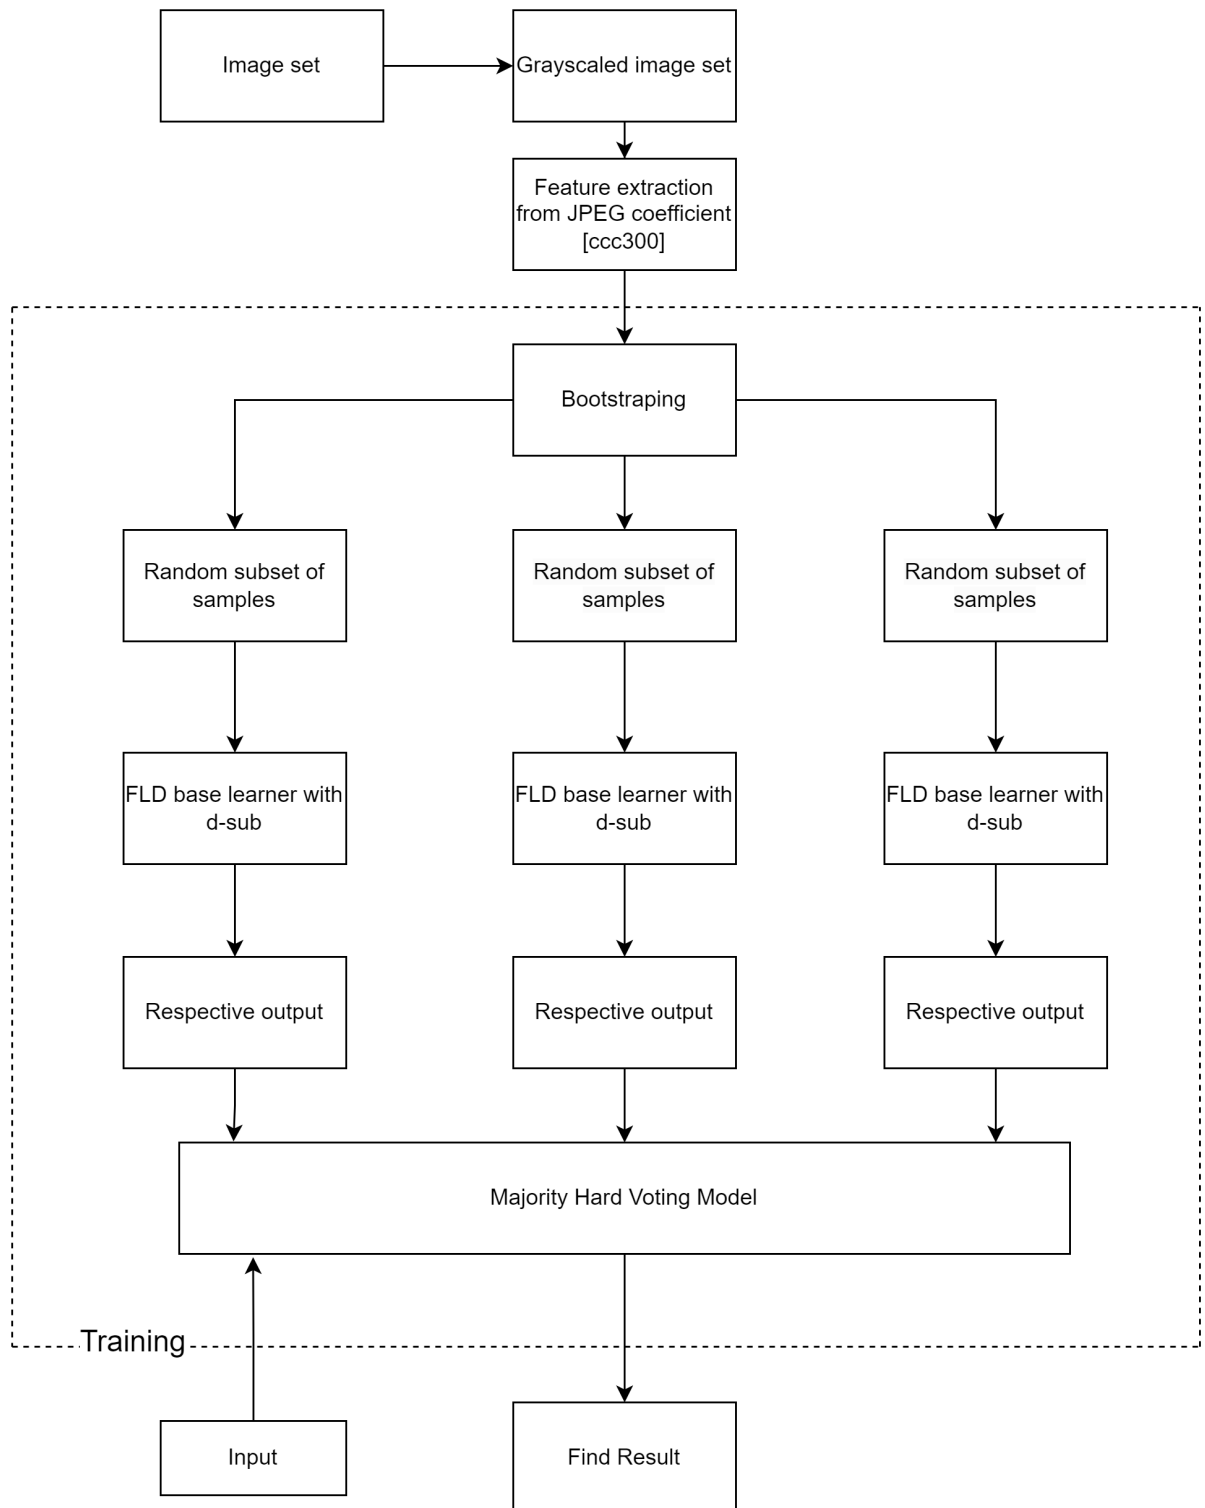 Image set
Grayscaled image set
Feature extraction
from JPEG coefficient
[ccc300]
Bootstraping
Random subset of
samples
Random subset of
samples
Random subset of
samples
FLD base learner with
d-sub
FLD base learner with
d-sub
FLD base learner with
d-sub
Respective output
Respective output
Respective output
Majority Hard Voting Model
Training
Input
Find Result